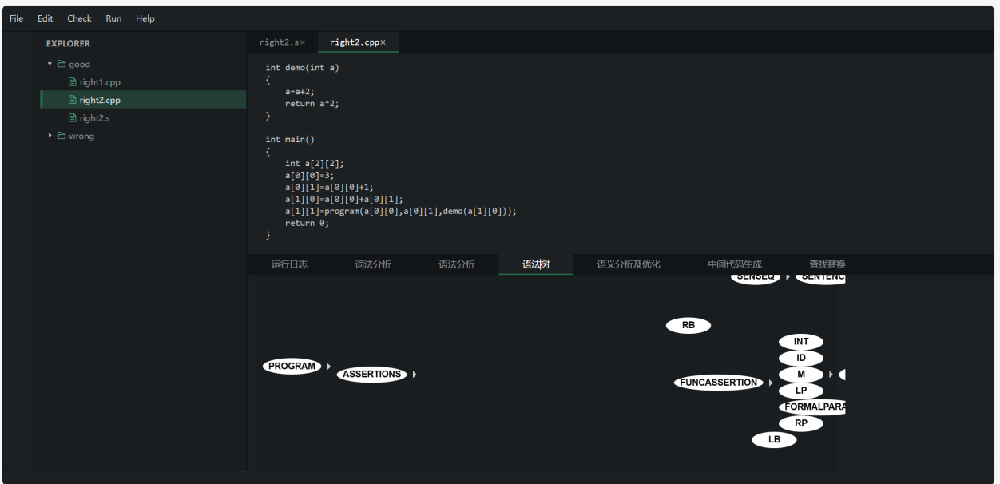 File Edit Check Run Help
EXPLORER
good
right1.cpp
right2.cpp
right2.s
wrong
right2.s× right2.cpp×
int demo(int a)
{
a=a+2;
return a*2;
}
int main()
{
int a[2][2];
a[0][0]=3;
a[0][1]=a[0][0]+1;
a[1][0]=a[0][0]+a[0][1];
a[1][1]=program(a[0][0],a[0][1],demo(a[1][0]));
return 0;
}
运行日志 词法分析 语法分析 语法树 语义分析及优化 中间代码生成 查找替换
SENSEQ SENTENC
RB
INT
PROGRAM
ID
ASSERTIONS
M
FUNCASSERTION
LP
FORMALPARA
RP
LB